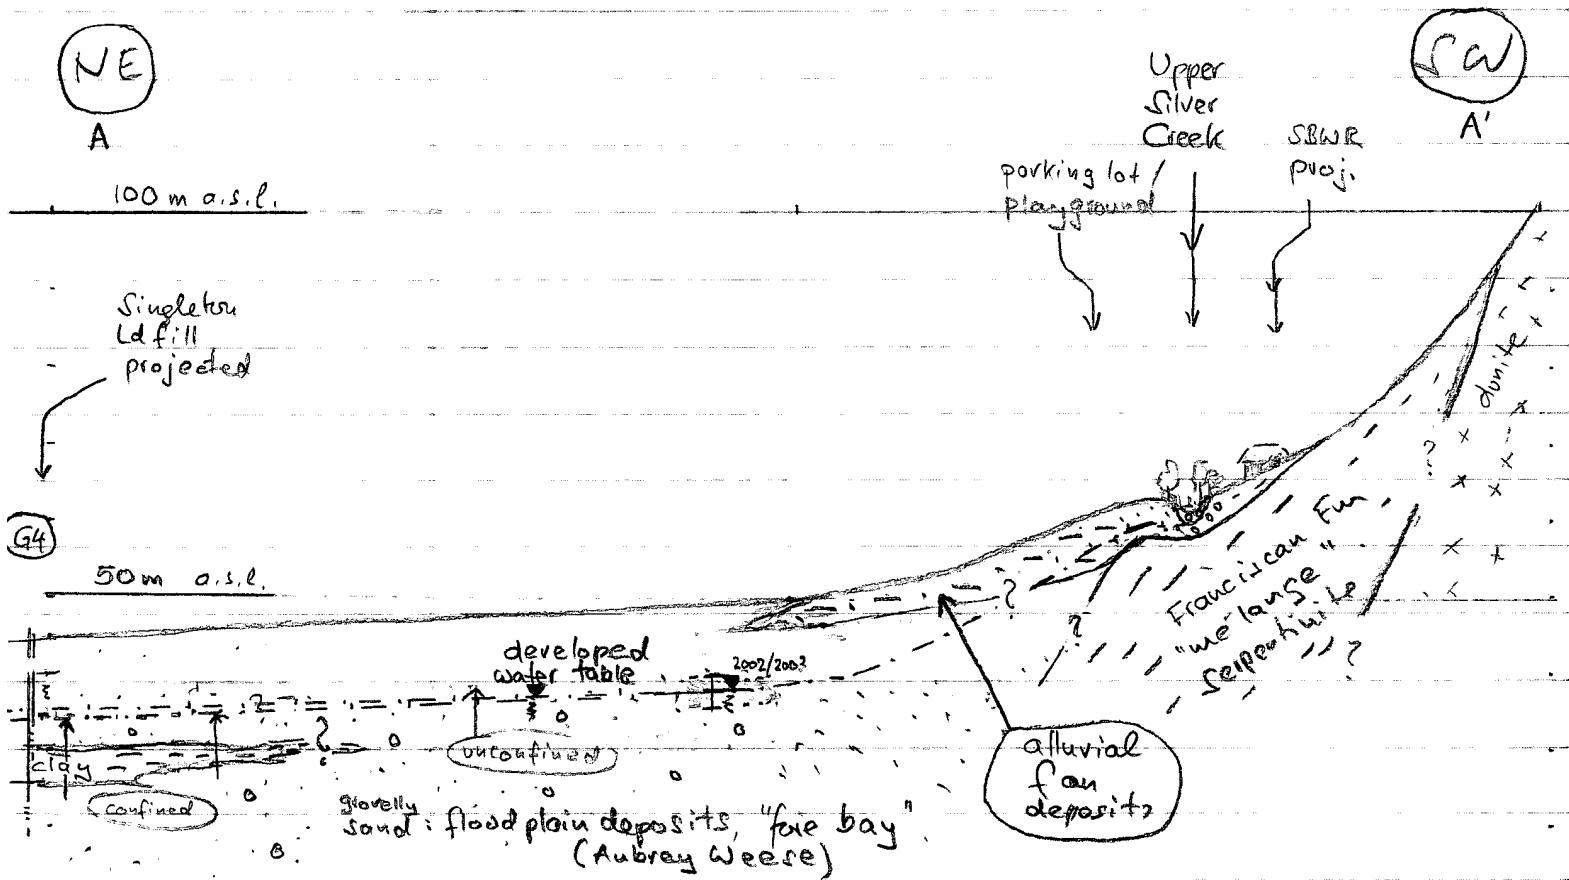 NE
A
100 m a.s.l.
Singleton
Ld fill
projected
G4
50 m a.s.l.
parking lot /
playground
Upper
Silver
Creek
SBWR
proj.
SW
A'
dunite
?
Franciscan Fm
"mélange"
serpentinite
?
?
?
developed
water table
2002/2003
?
?
clay
confined
unconfined
gravelly
sand: flood plain deposits, "fore bay"
(Aubrey Weese)
alluvial
fan
deposits